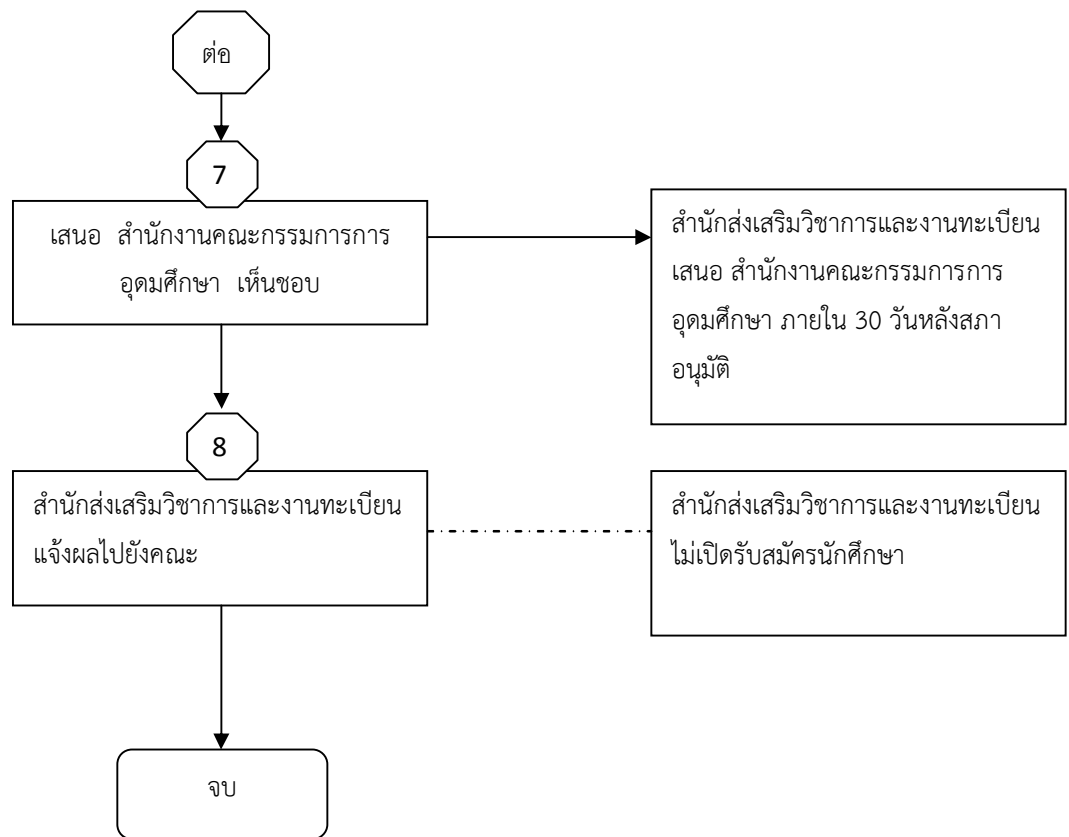 ต่อ
7
เสนอ สำนักงานคณะกรรมการการ
อุดมศึกษา เห็นชอบ
สำนักส่งเสริมวิชาการและงานทะเบียน
เสนอ สำนักงานคณะกรรมการการ
อุดมศึกษา ภายใน 30 วันหลังสภา
อนุมัติ
8
สำนักส่งเสริมวิชาการและงานทะเบียน
แจ้งผลไปยังคณะ
สำนักส่งเสริมวิชาการและงานทะเบียน
ไม่เปิดรับสมัครนักศึกษา
จบ